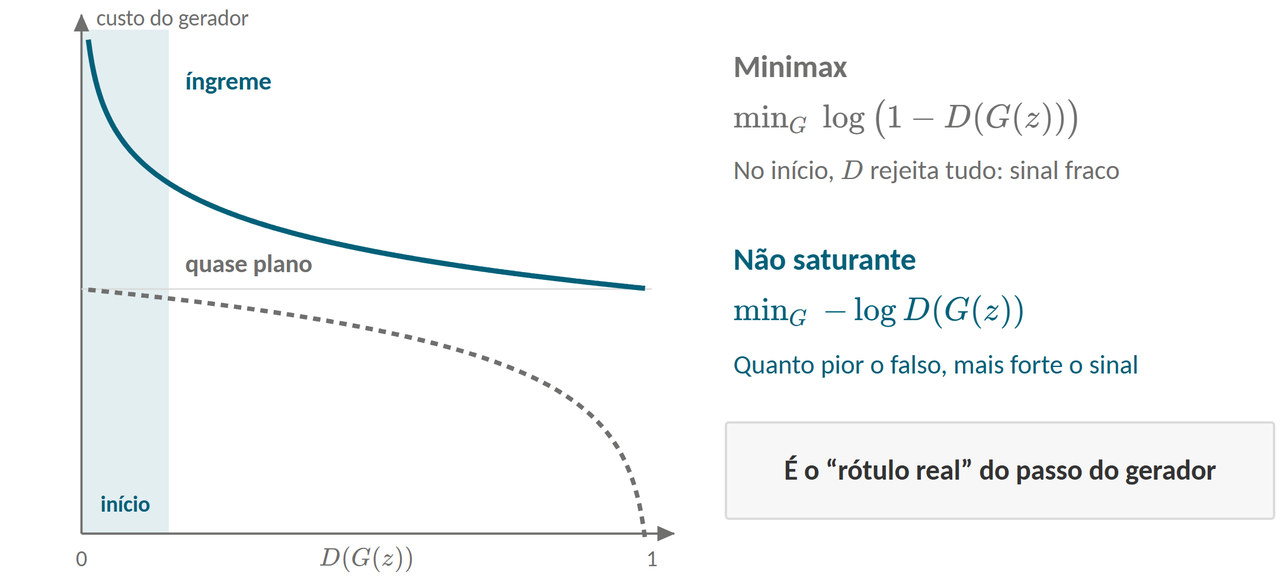 custo do gerador
íngreme
quase plano
início
0
D(G(z))
1
Minimax
min_G log (1 − D(G(z)))
No início, D rejeita tudo: sinal fraco
Não saturante
min_G − log D(G(z))
Quanto pior o falso, mais forte o sinal
É o “rótulo real” do passo do gerador